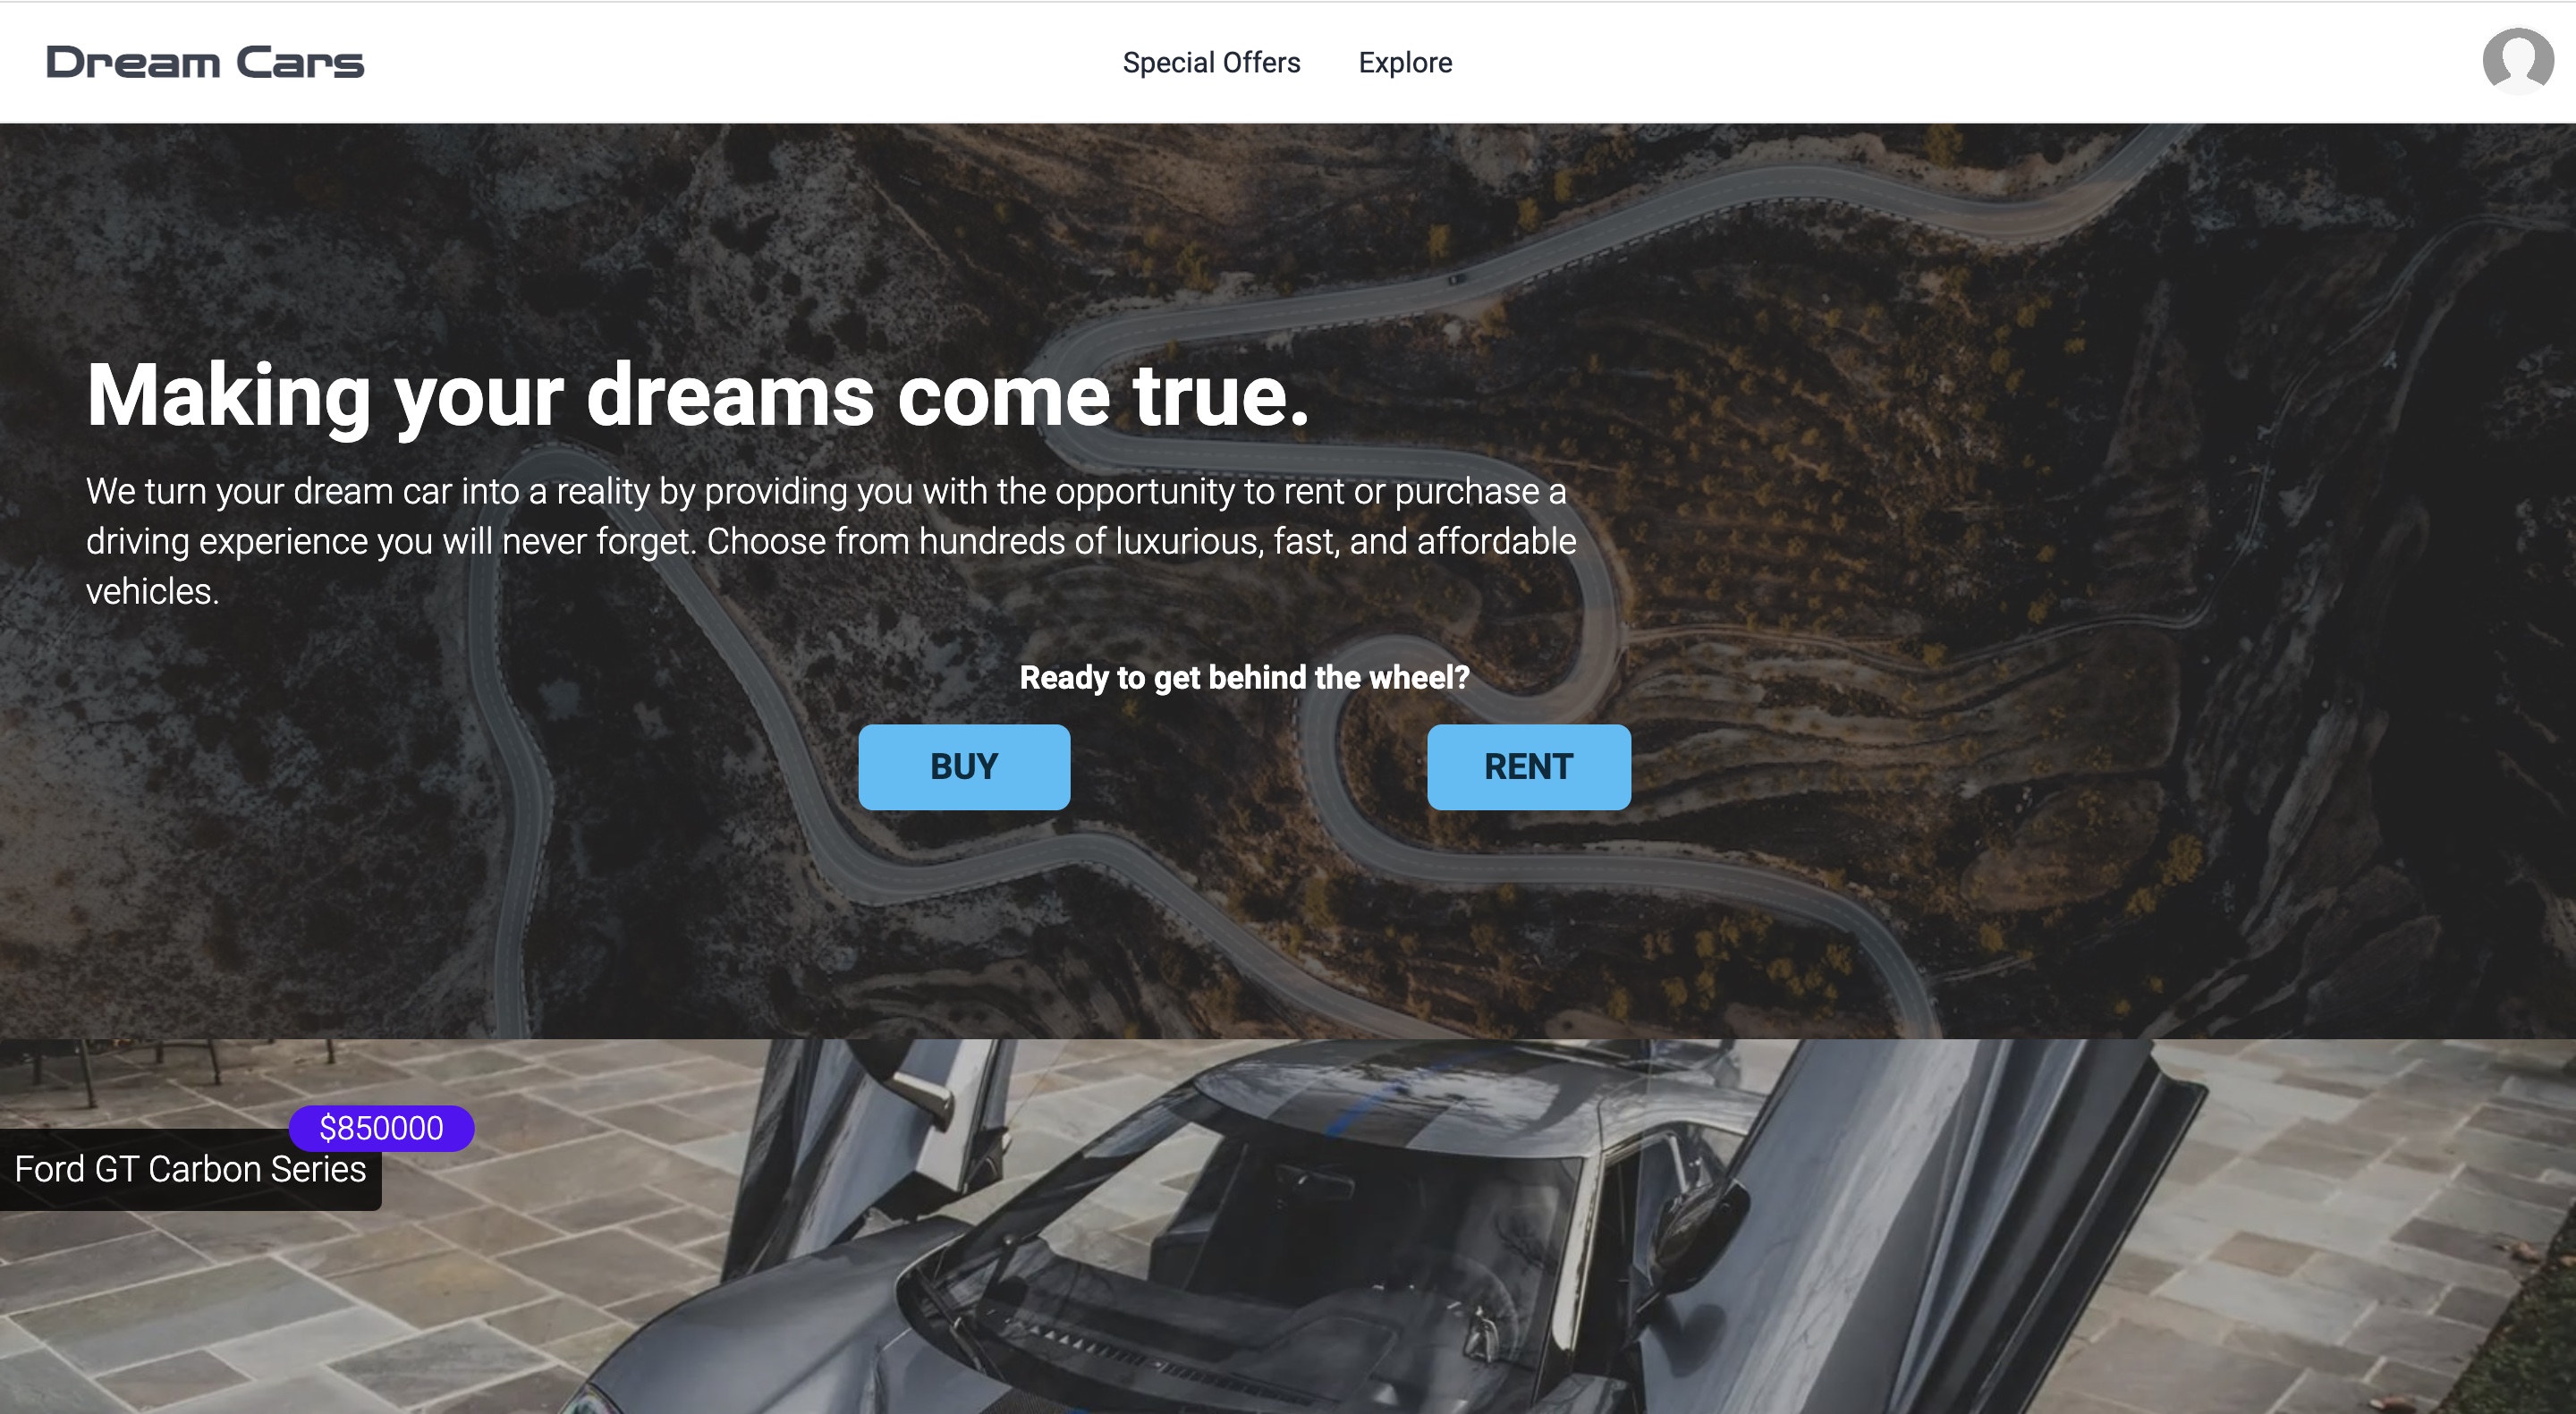 Dream Cars
Special Offers
Explore
Making your dreams come true.
We turn your dream car into a reality by providing you with the opportunity to rent or purchase a
driving experience you will never forget. Choose from hundreds of luxurious, fast, and affordable
vehicles.
Ready to get behind the wheel?
BUY
RENT
$850000
Ford GT Carbon Series